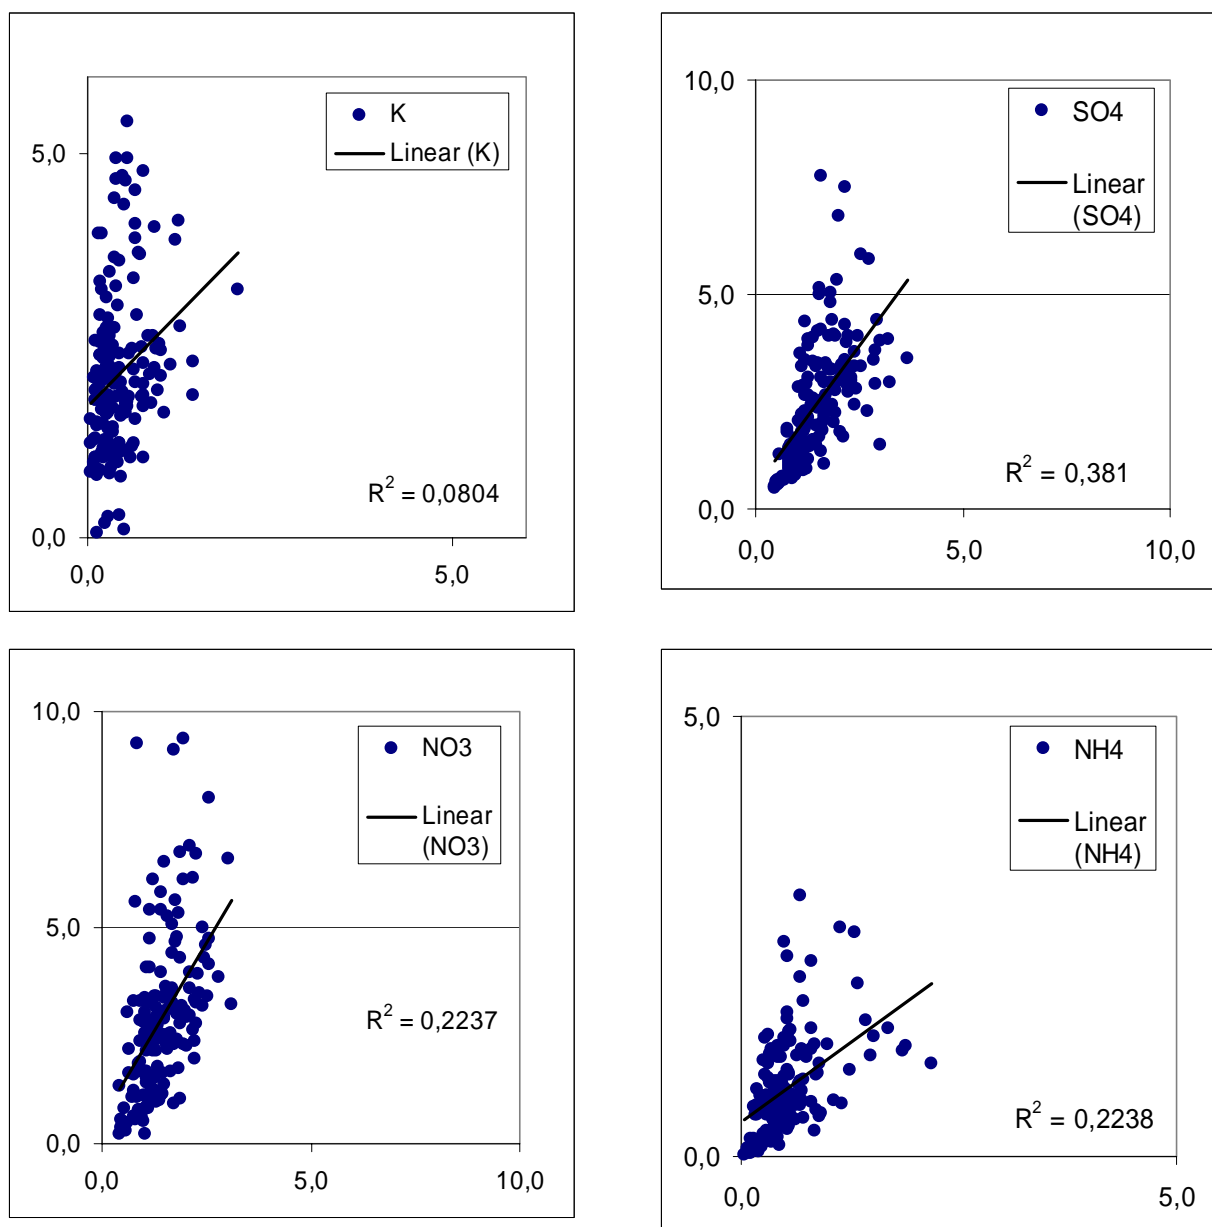 K
Linear (K)
5,0
R² = 0,0804
0,0
0,0 5,0
10,0
SO4
Linear
(SO4)
5,0
R² = 0,381
0,0
0,0 5,0 10,0
10,0
NO3
Linear
(NO3)
5,0
R² = 0,2237
0,0
0,0 5,0 10,0
5,0
NH4
Linear
(NH4)
R² = 0,2238
0,0
0,0 5,0